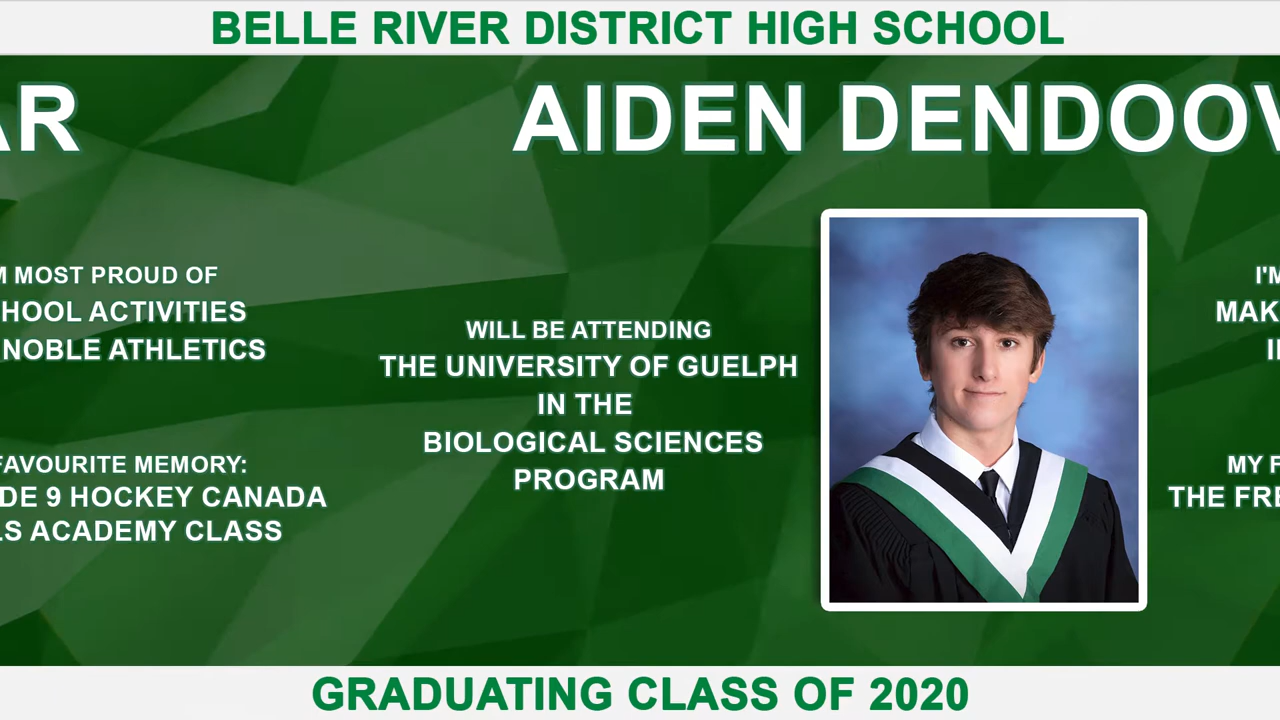 BELLE RIVER DISTRICT HIGH SCHOOL
AR
AIDEN DENDOOV
M MOST PROUD OF
HOOL ACTIVITIES
NOBLE ATHLETICS
FAVOURITE MEMORY:
DE 9 HOCKEY CANADA
LS ACADEMY CLASS
WILL BE ATTENDING
THE UNIVERSITY OF GUELPH
IN THE
BIOLOGICAL SCIENCES
PROGRAM
I'M
MAK
I
MY F
THE FRE
GRADUATING CLASS OF 2020